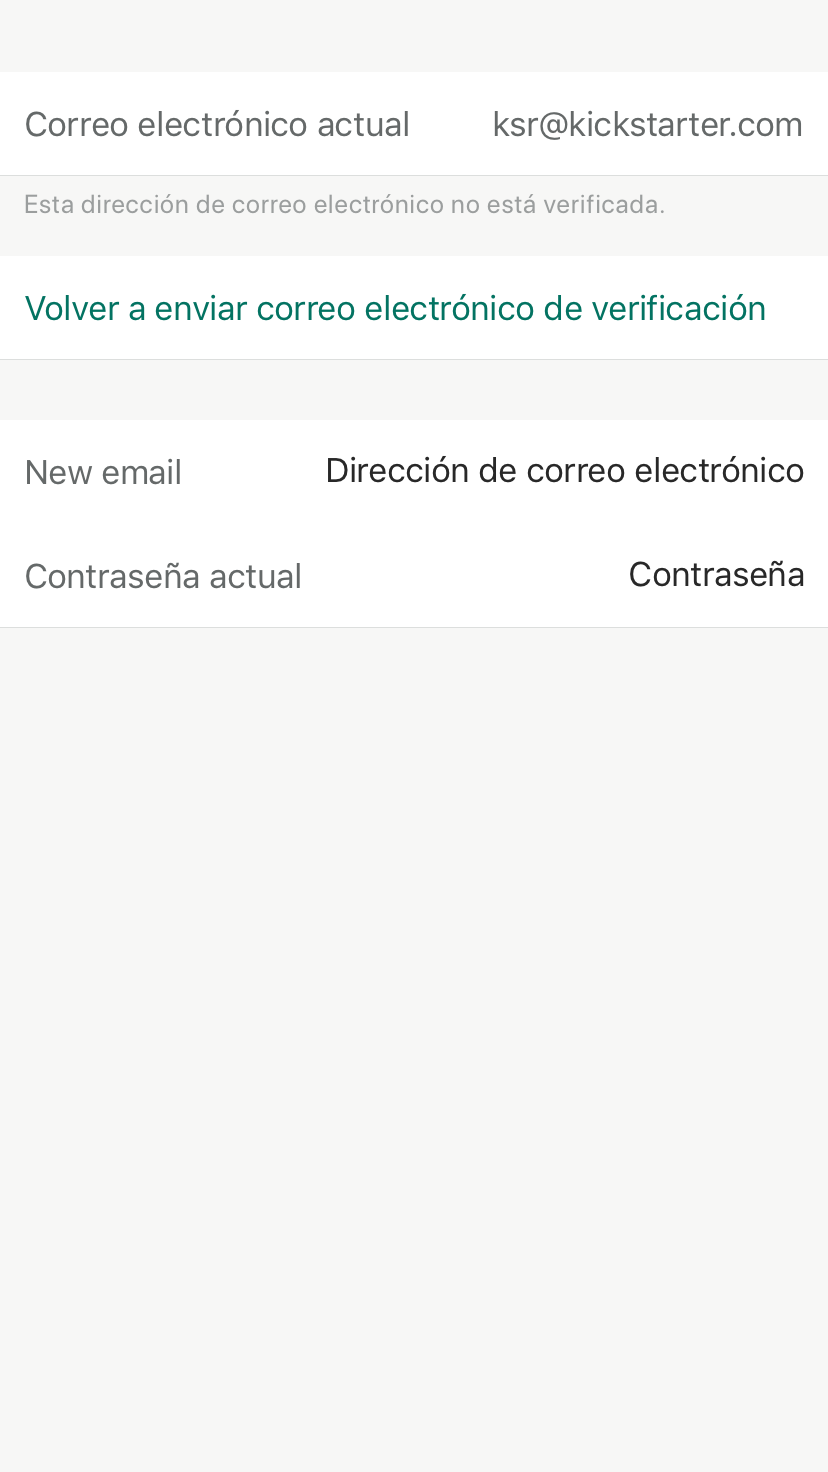 Correo electrónico actual ksr@kickstarter.com
Esta dirección de correo electrónico no está verificada.
Volver a enviar correo electrónico de verificación
New email Dirección de correo electrónico
Contraseña actual Contraseña